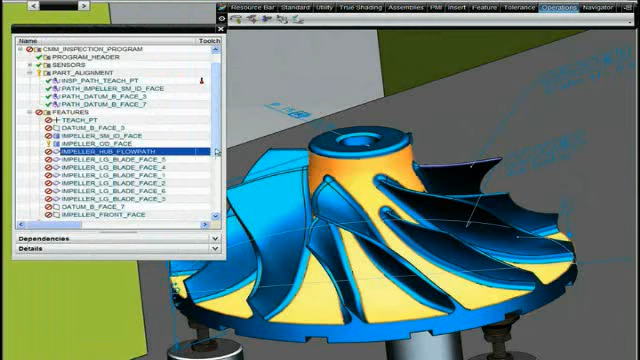 Resource Bar Standard Utility True Shading Assemblies PMI Insert Feature Tolerance Operations Navigator
Name Toolch
CMM_INSPECTION_PROGRAM
PROGRAM_HEADER
SENSORS
PART_ALIGNMENT
INSP_PATH_TEACH_PT
PATH_IMPELLER_SM_ID_FACE
PATH_DATUM_B_FACE_3
PATH_DATUM_B_FACE_7
FEATURES
TEACH_PT
DATUM_B_FACE_3
IMPELLER_SM_ID_FACE
IMPELLER_OD_FACE
IMPELLER_HUB_FLOWPATH
IMPELLER_LG_BLADE_FACE_5
IMPELLER_LG_BLADE_FACE_4
IMPELLER_LG_BLADE_FACE_1
IMPELLER_LG_BLADE_FACE_2
IMPELLER_LG_BLADE_FACE_6
IMPELLER_LG_BLADE_FACE_3
DATUM_B_FACE_7
IMPELLER_FRONT_FACE
Dependencies
Details